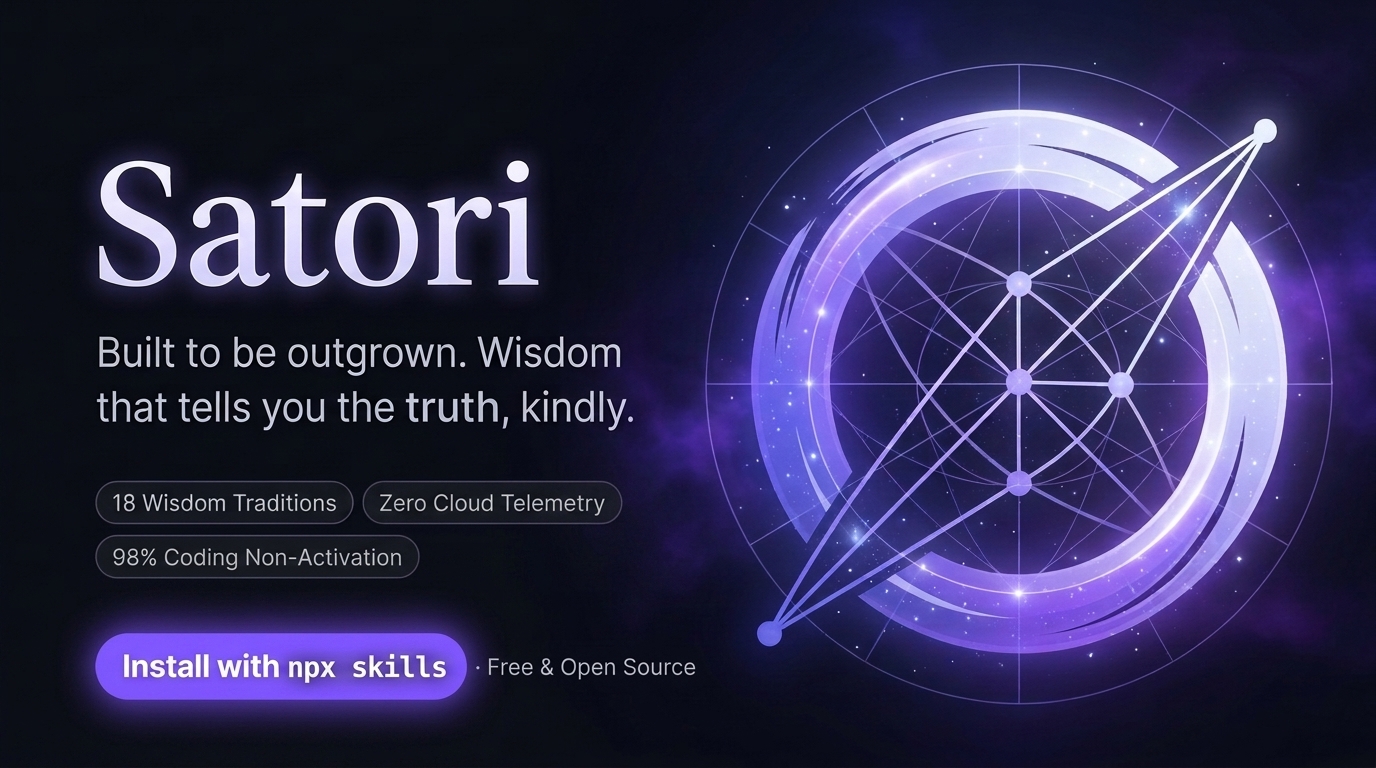 Satori
Built to be outgrown. Wisdom
that tells you the truth, kindly.
18 Wisdom Traditions
Zero Cloud Telemetry
98% Coding Non-Activation
Install with npx skills
· Free & Open Source